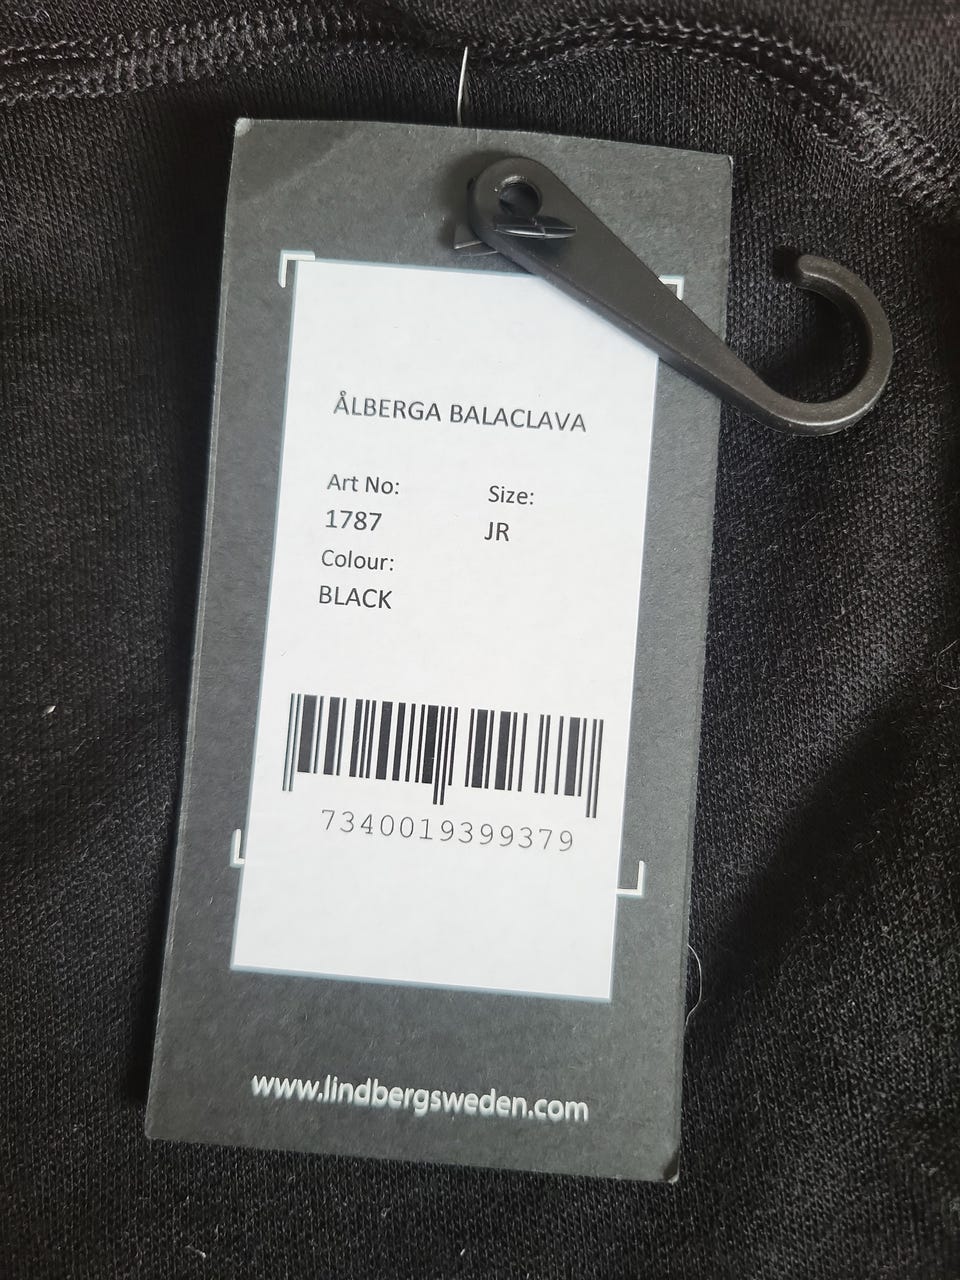 ÅLBERGA BALACLAVA
Art No:
1787
Size:
JR
Colour:
BLACK
7340019399379
www.lindbergsweden.com